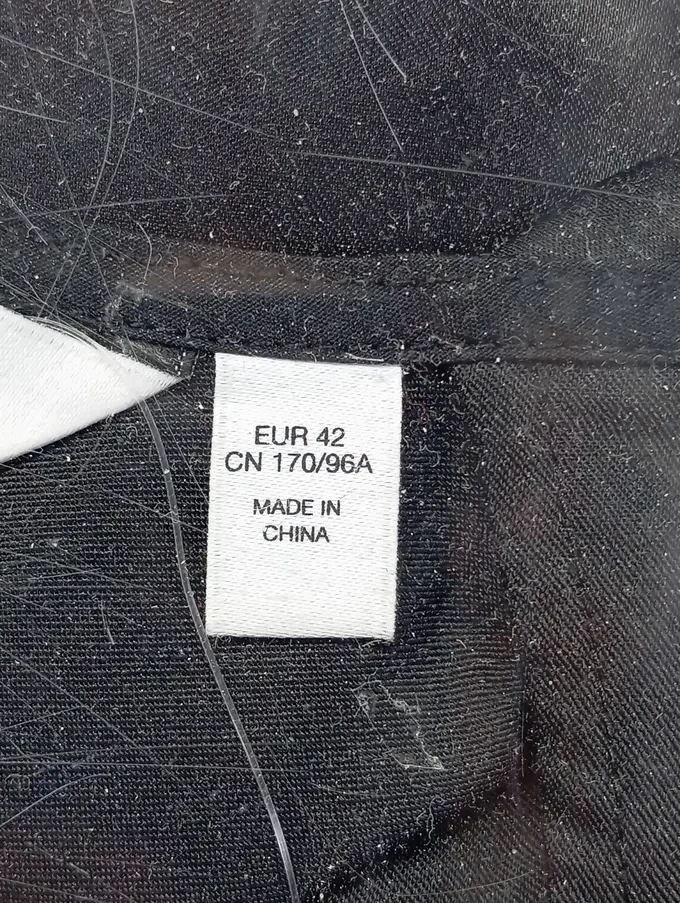 EUR 42
CN 170/96A
MADE IN
CHINA